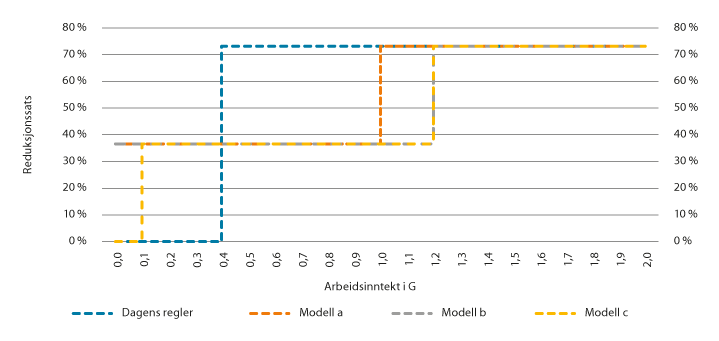 80 % 80 %
70 % 70 %
60 % 60 %
50 % 50 %
40 % 40 %
30 % 30 %
20 % 20 %
10 % 10 %
0 % 0 %
Reduksjonssats
0,0 0,1 0,2 0,3 0,4 0,5 0,6 0,7 0,8 0,9 1,0 1,1 1,2 1,3 1,4 1,5 1,6 1,7 1,8 1,9 2,0
Arbeidsinntekt i G
Dagens regler Modell a Modell b Modell c